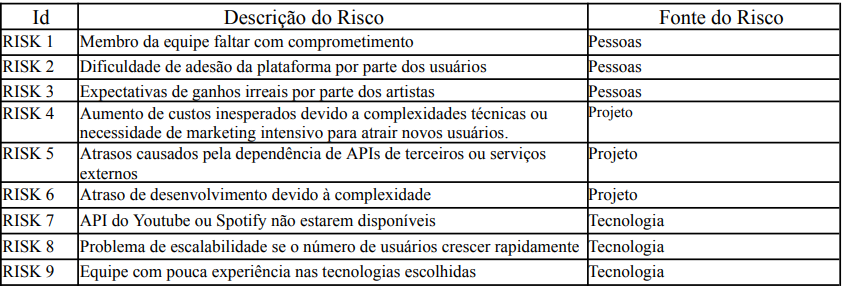 Id Descrição do Risco Fonte do Risco
RISK 1 Membro da equipe faltar com comprometimento Pessoas
RISK 2 Dificuldade de adesão da plataforma por parte dos usuários Pessoas
RISK 3 Expectativas de ganhos irreais por parte dos artistas Pessoas
RISK 4 Aumento de custos inesperados devido a complexidades técnicas ou Projeto
necessidade de marketing intensivo para atrair novos usuários.
RISK 5 Atrasos causados pela dependência de APIs de terceiros ou serviços Projeto
externos
RISK 6 Atraso de desenvolvimento devido à complexidade Projeto
RISK 7 API do Youtube ou Spotify não estarem disponíveis Tecnologia
RISK 8 Problema de escalabilidade se o número de usuários crescer rapidamente Tecnologia
RISK 9 Equipe com pouca experiência nas tecnologias escolhidas Tecnologia